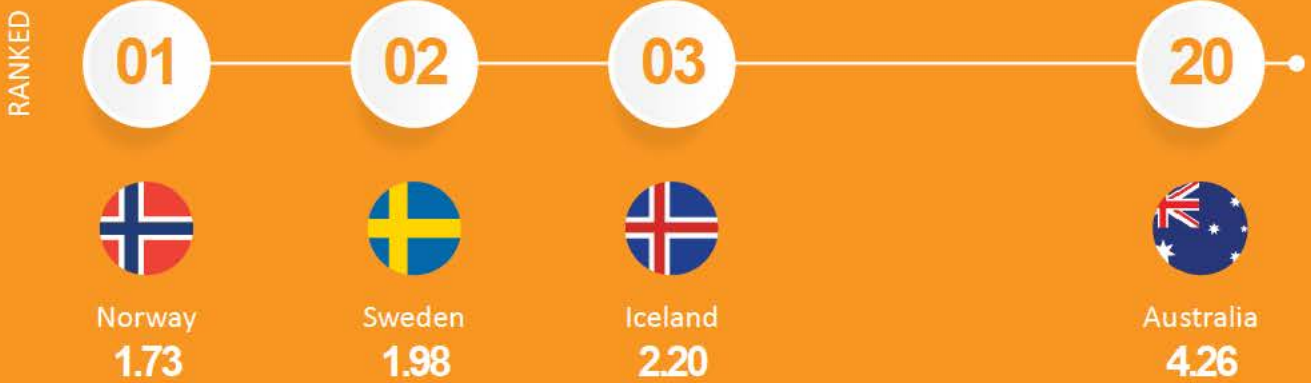 RANKED
01
02
03
20
Norway
1.73
Sweden
1.98
Iceland
2.20
Australia
4.26